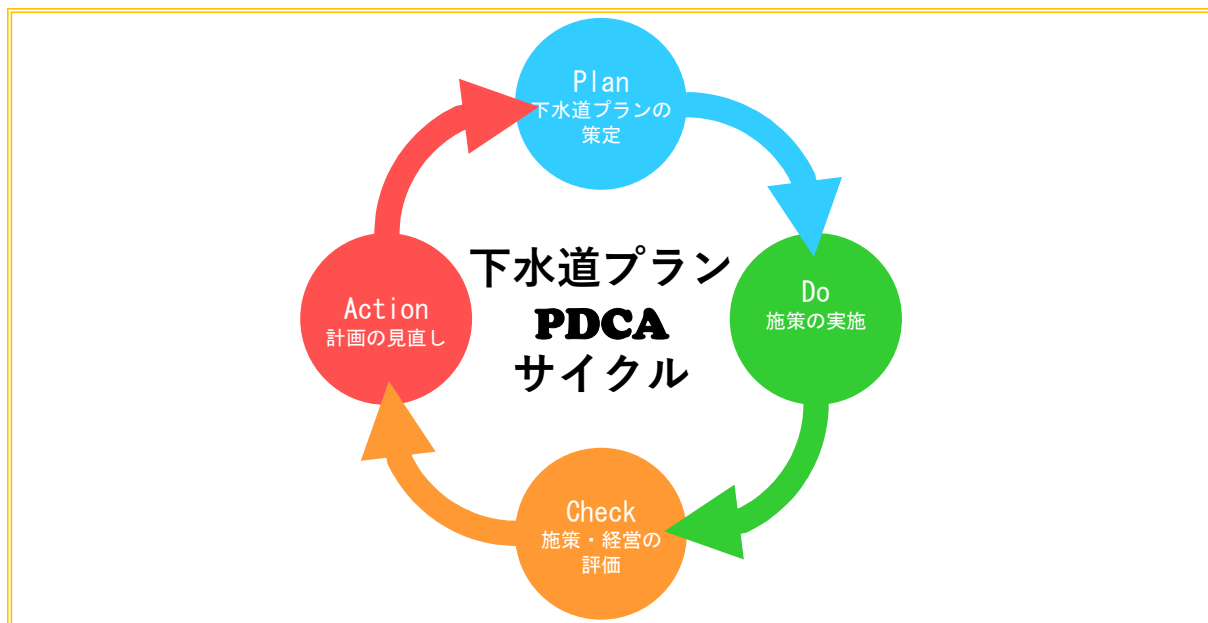 Plan
下水道プランの
策定
Do
施策の実施
Check
施策・経営の
評価
Action
計画の見直し
下水道プラン
PDCA
サイクル